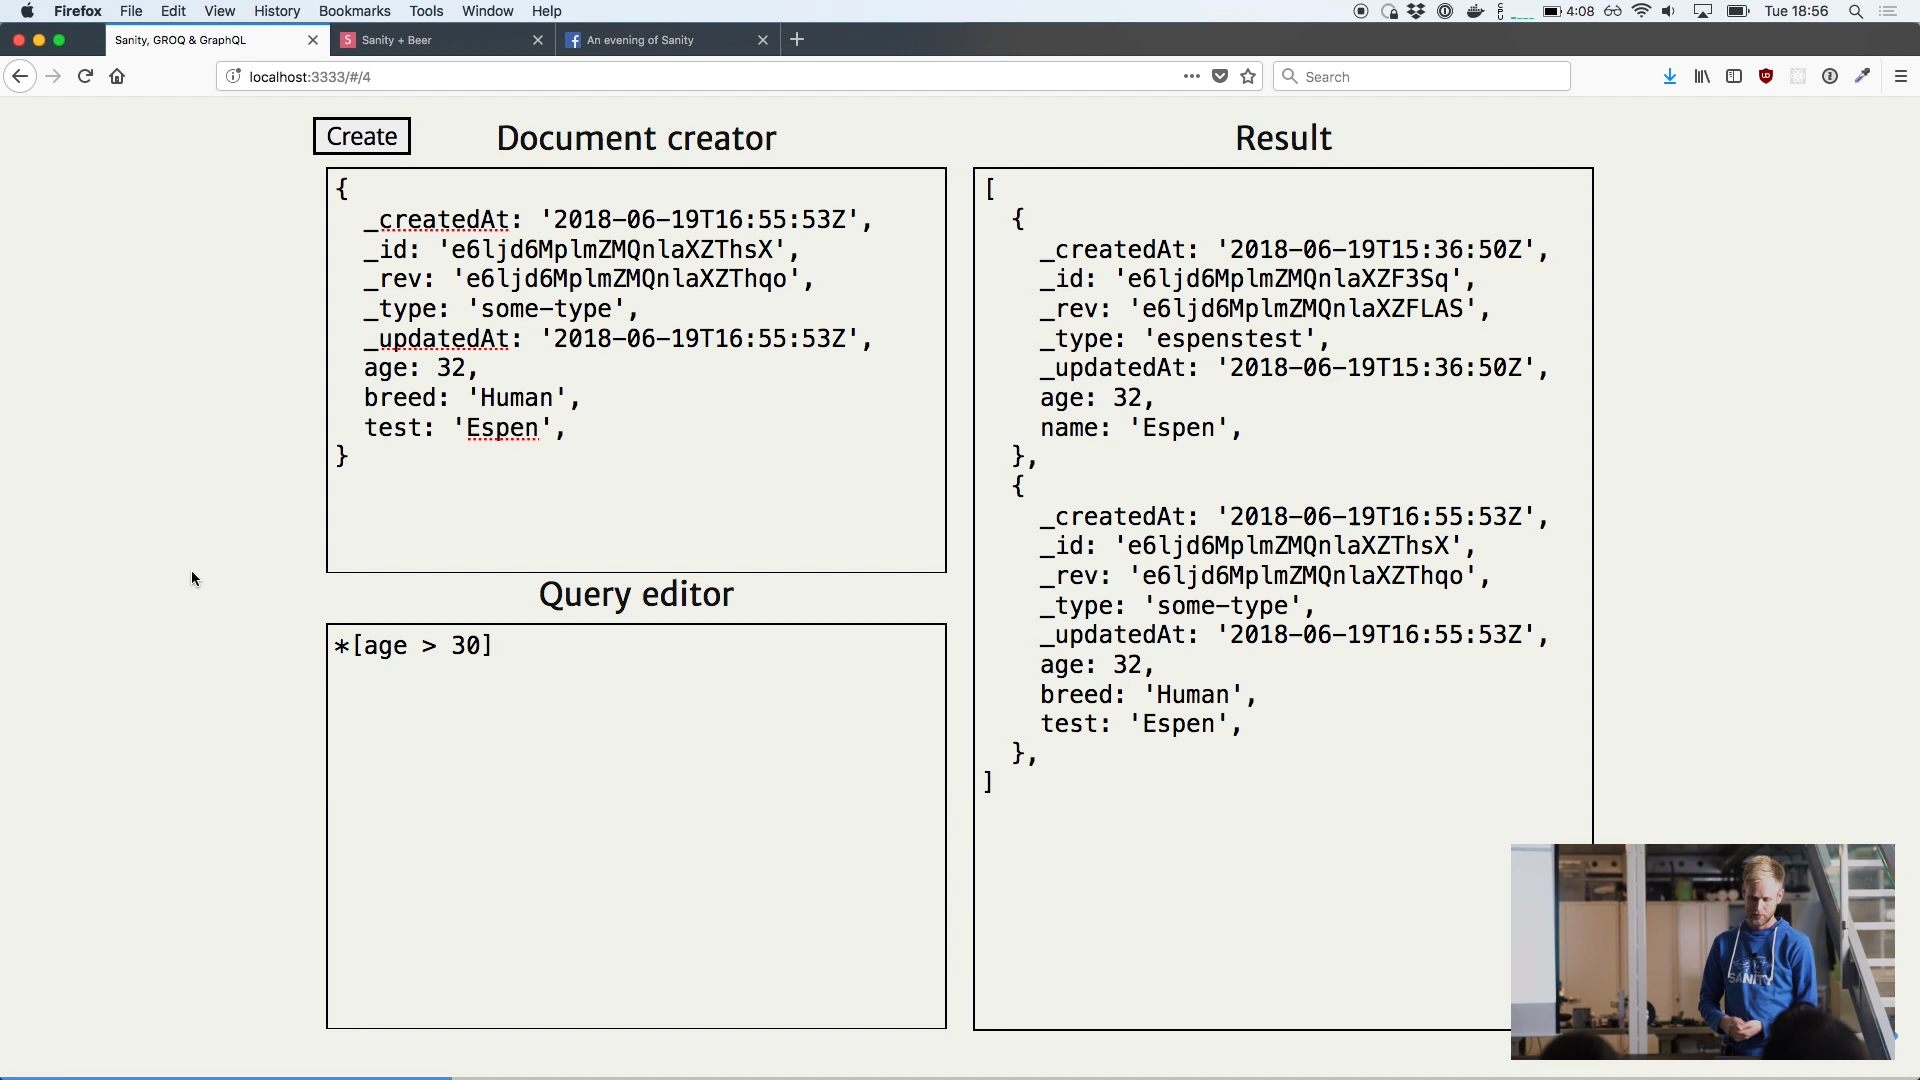 Firefox File Edit View History Bookmarks Tools Window Help 4:08 Tue 18:56
Sanity, GROQ & GraphQL
S Sanity + Beer
An evening of Sanity
localhost:3333/#/4
Search
Create
Document creator
{
_createdAt: '2018-06-19T16:55:53Z',
_id: 'e6ljd6MplmZMQnlaXZThsX',
_rev: 'e6ljd6MplmZMQnlaXZThqo',
_type: 'some-type',
_updatedAt: '2018-06-19T16:55:53Z',
age: 32,
breed: 'Human',
test: 'Espen',
}
Query editor
*[age > 30]
Result
[
{
_createdAt: '2018-06-19T15:36:50Z',
_id: 'e6ljd6MplmZMQnlaXZF3Sq',
_rev: 'e6ljd6MplmZMQnlaXZFLAS',
_type: 'espenstest',
_updatedAt: '2018-06-19T15:36:50Z',
age: 32,
name: 'Espen',
},
{
_createdAt: '2018-06-19T16:55:53Z',
_id: 'e6ljd6MplmZMQnlaXZThsX',
_rev: 'e6ljd6MplmZMQnlaXZThqo',
_type: 'some-type',
_updatedAt: '2018-06-19T16:55:53Z',
age: 32,
breed: 'Human',
test: 'Espen',
},
]
SANITY